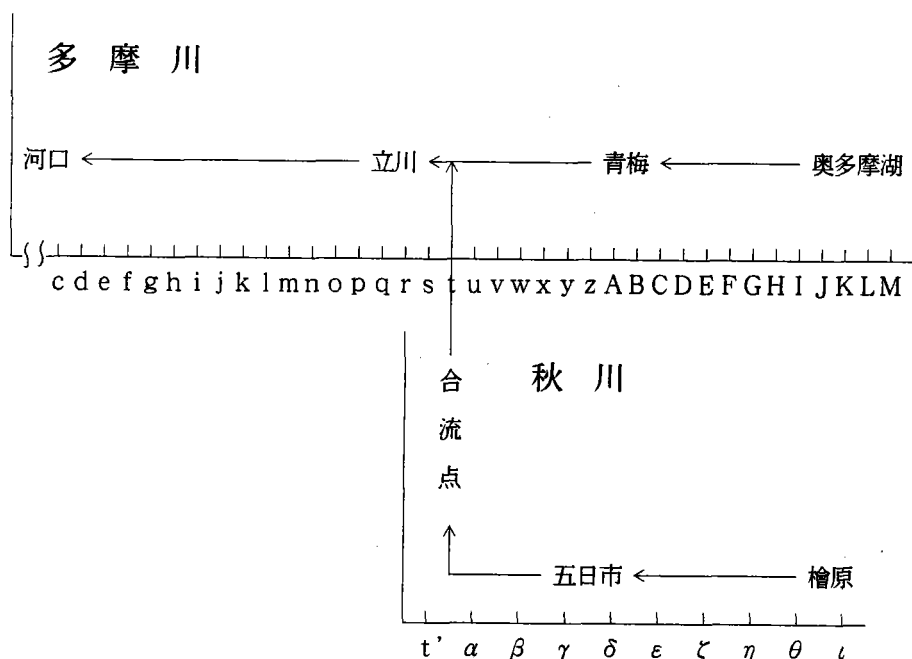 多摩川
河口 立川 青梅 奥多摩湖
c d e f g h i j k l m n o p q r s t u v w x y z A B C D E F G H I J K L M
合流点
秋川
五日市 檜原
t' α β γ δ ε ζ η θ ι